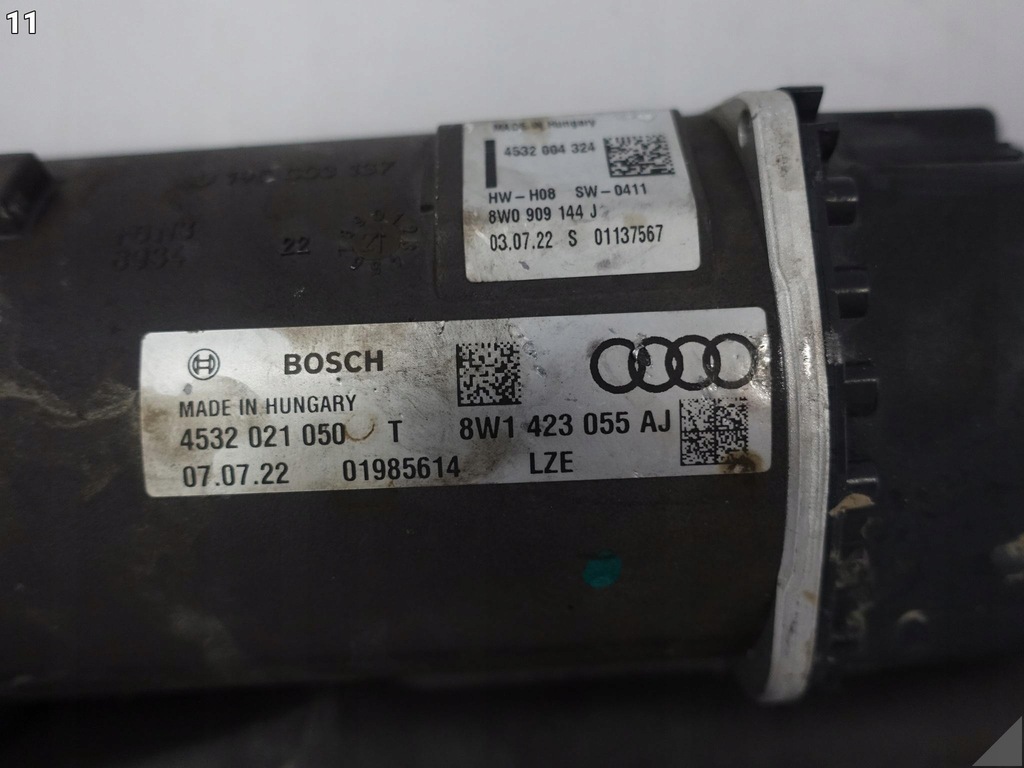 11
MADE IN Hungary
4532 004 324
HW-H08 SW-0411
8W0 909 144 J
03.07.22 S 01137567
22
BOSCH
MADE IN HUNGARY
4532 021 050 T 8W1 423 055 AJ
07.07.22 01985614 LZE